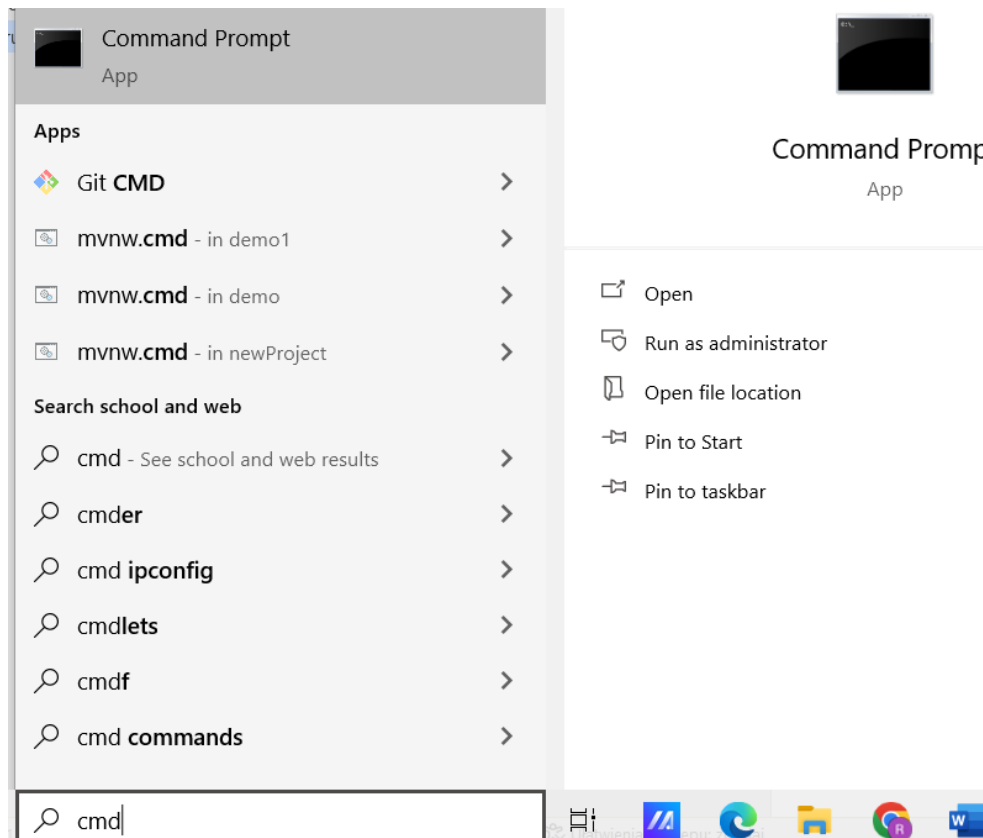 Command Prompt
App
Apps
Git CMD
mvnw.cmd - in demo1
mvnw.cmd - in demo
mvnw.cmd - in newProject
Search school and web
cmd - See school and web results
cmder
cmd ipconfig
cmdlets
cmdf
cmd commands
cmd
Command Promp
App
Open
Run as administrator
Open file location
Pin to Start
Pin to taskbar
R
W